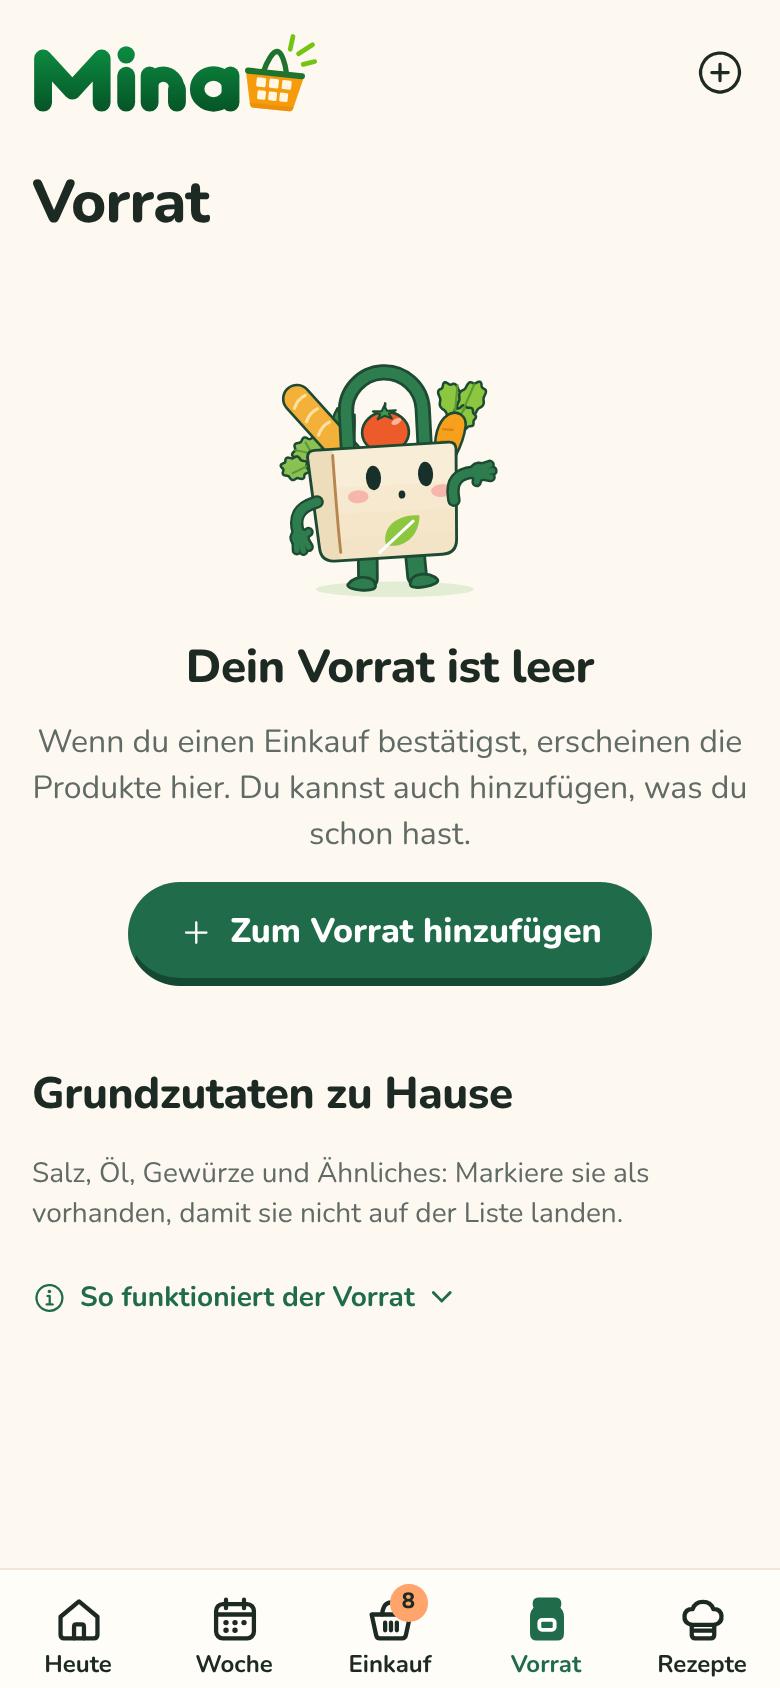 Mina
Vorrat
Dein Vorrat ist leer
Wenn du einen Einkauf bestätigst, erscheinen die
Produkte hier. Du kannst auch hinzufügen, was du
schon hast.
Zum Vorrat hinzufügen
Grundzutaten zu Hause
Salz, Öl, Gewürze und Ähnliches: Markiere sie als
vorhanden, damit sie nicht auf der Liste landen.
So funktioniert der Vorrat
8
Heute
Woche
Einkauf
Vorrat
Rezepte